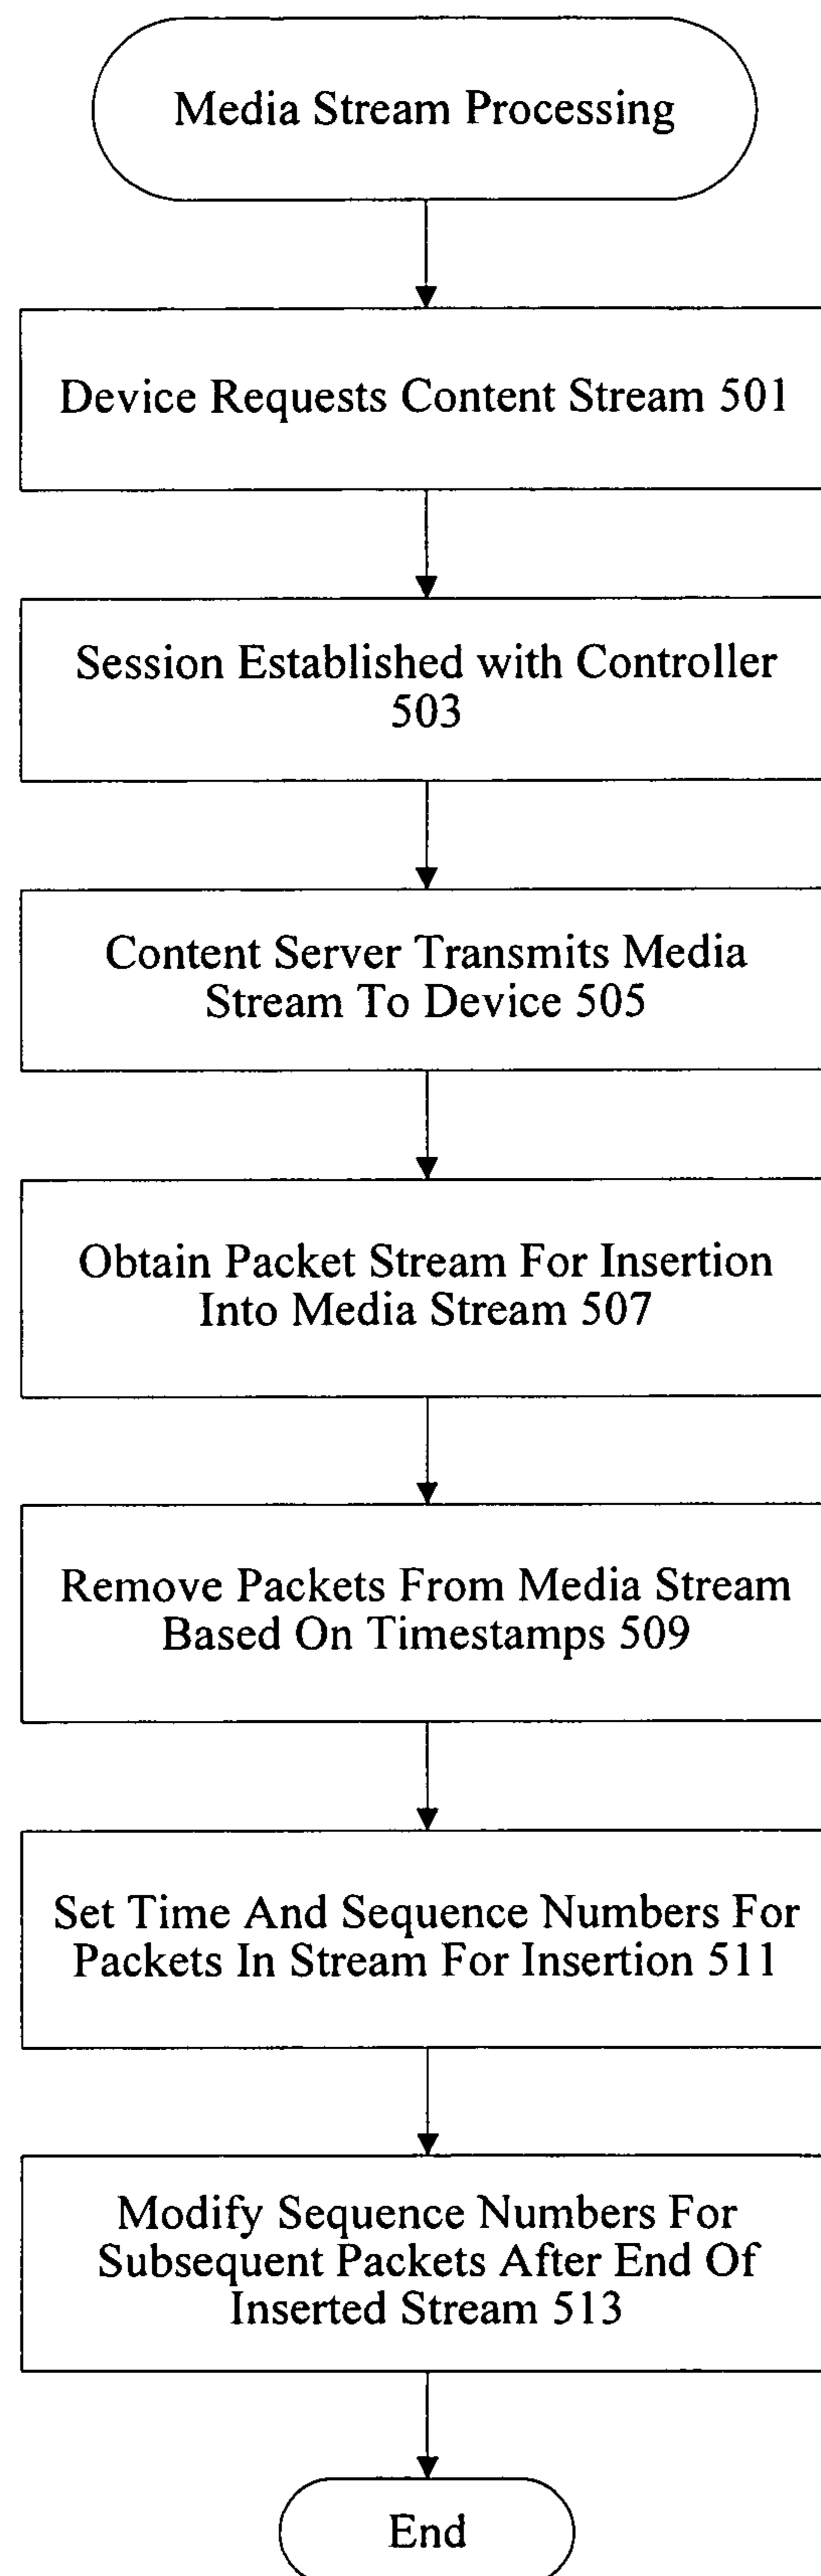 Media Stream Processing
Device Requests Content Stream 501
Session Established with Controller
503
Content Server Transmits Media
Stream To Device 505
Obtain Packet Stream For Insertion
Into Media Stream 507
Remove Packets From Media Stream
Based On Timestamps 509
Set Time And Sequence Numbers For
Packets In Stream For Insertion 511
Modify Sequence Numbers For
Subsequent Packets After End Of
Inserted Stream 513
End